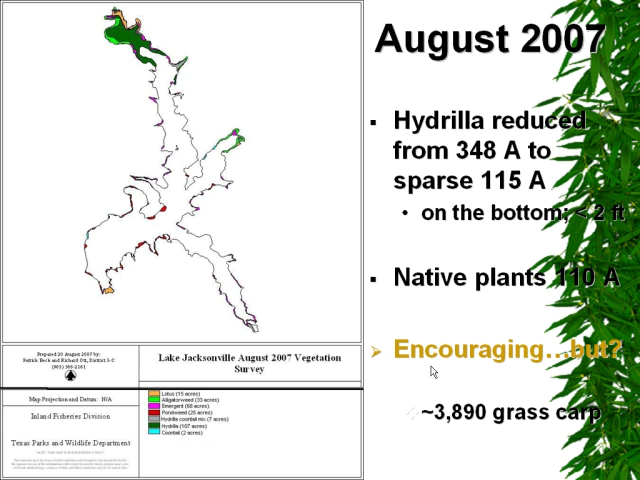 August 2007
Hydrilla reduced
from 348 A to
sparse 115 A
on the bottom; < 2 ft
Native plants 110 A
Encouraging…but?
~3,890 grass carp
Prepared 20 August 2007 by:
Patrick Beck and Richard Ott, District 3-C
Map Projection and Datum: N/A
Inland Fisheries Division
Texas Parks and Wildlife Department
Lake Jacksonville August 2007 Vegetation
Survey
Lotus (15 acres)
Alligatorweed (33 acres)
Emergent (68 acres)
Pondweed (25 acres)
Hydrilla coontail mix (7 acres)
Hydrilla (107 acres)
Coontail (2 acres)